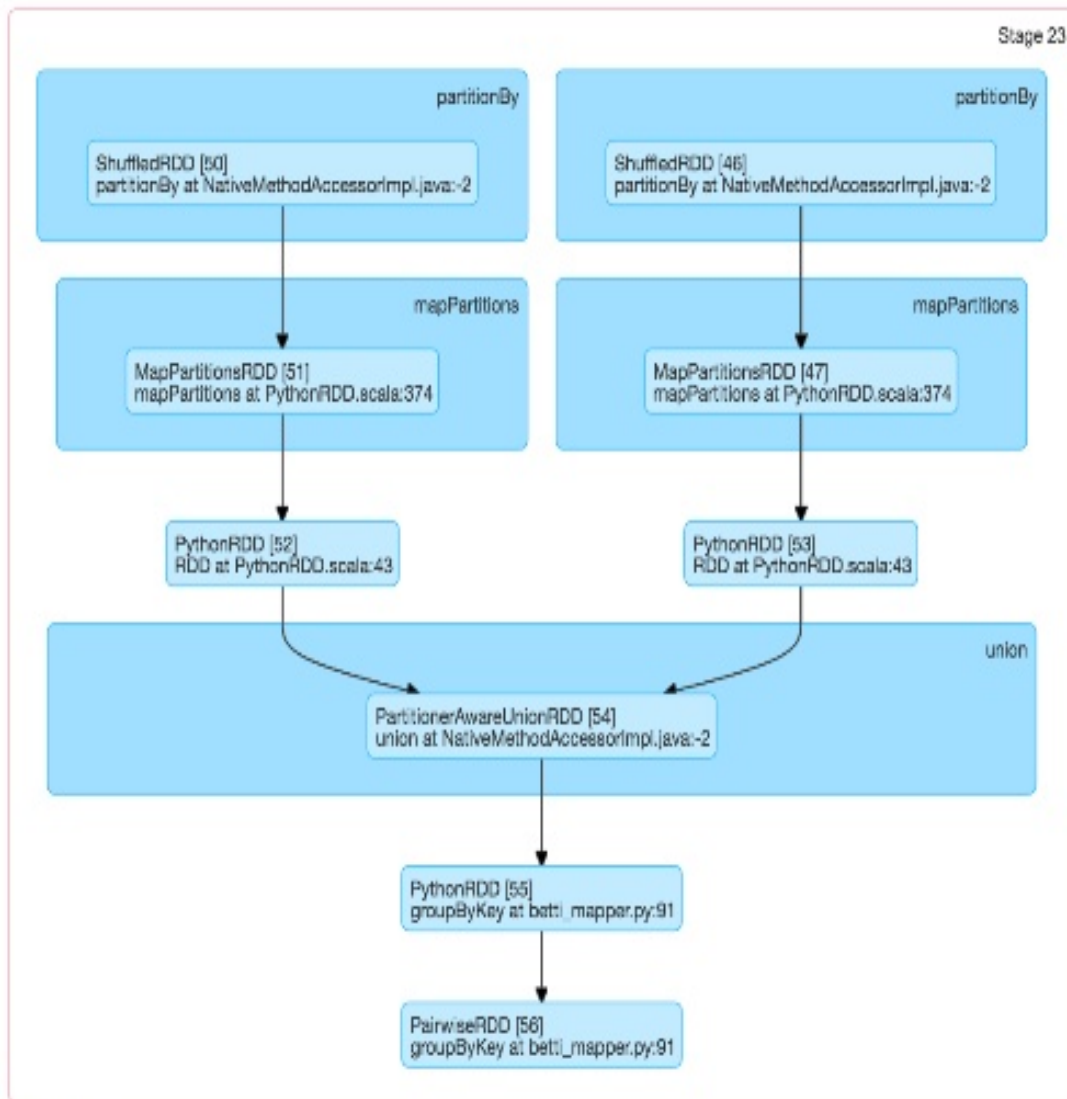 Stage 23
partitionBy
ShuffledRDD [50]
partitionBy at NativeMethodAccessorImpl.java:-2
partitionBy
ShuffledRDD [46]
partitionBy at NativeMethodAccessorImpl.java:-2
mapPartitions
MapPartitionsRDD [51]
mapPartitions at PythonRDD.scala:374
mapPartitions
MapPartitionsRDD [47]
mapPartitions at PythonRDD.scala:374
PythonRDD [52]
RDD at PythonRDD.scala:43
PythonRDD [53]
RDD at PythonRDD.scala:43
union
PartitionerAwareUnionRDD [54]
union at NativeMethodAccessorImpl.java:-2
PythonRDD [55]
groupByKey at betti_mapper.py:91
PairwiseRDD [56]
groupByKey at betti_mapper.py:91